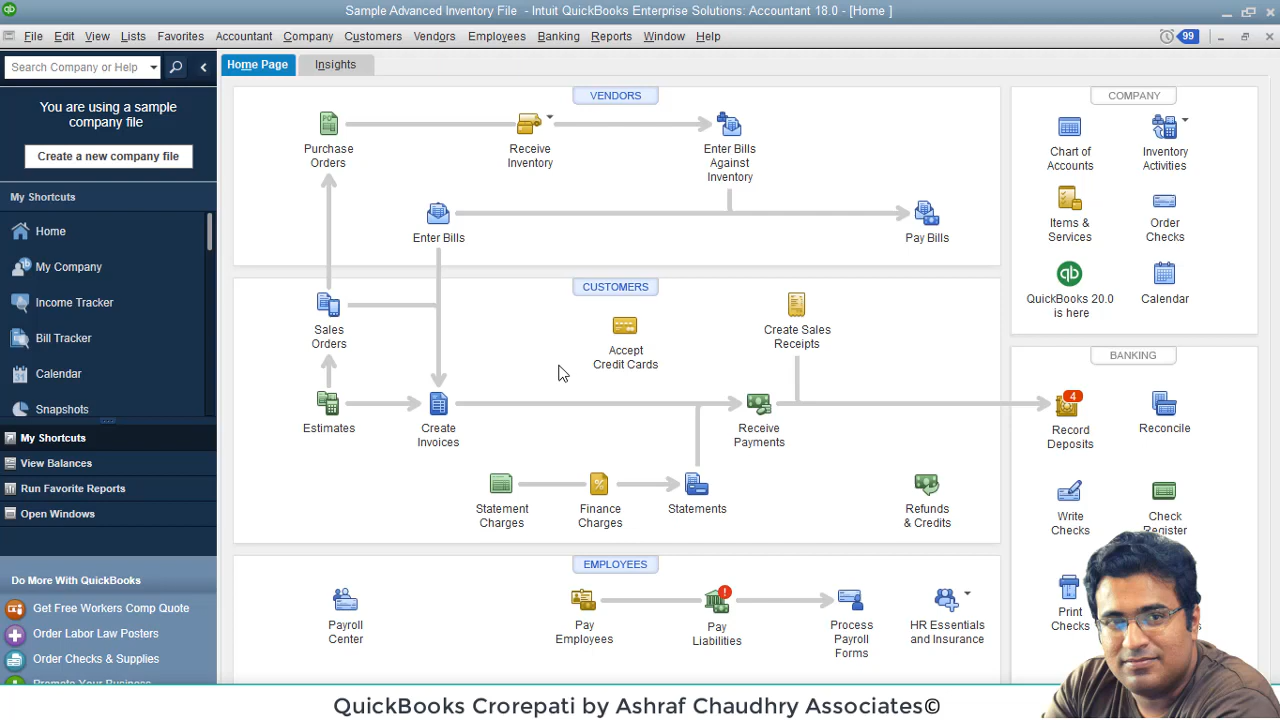 Sample Advanced Inventory File - Intuit QuickBooks Enterprise Solutions: Accountant 18.0 - [Home ]
File Edit View Lists Favorites Accountant Company Customers Vendors Employees Banking Reports Window Help
99
Search Company or Help
Home Page Insights
You are using a sample
company file
Create a new company file
My Shortcuts
Home
My Company
Income Tracker
Bill Tracker
Calendar
Snapshots
My Shortcuts
View Balances
Run Favorite Reports
Open Windows
Do More With QuickBooks
Get Free Workers Comp Quote
Order Labor Law Posters
Order Checks & Supplies
Promote Your Business
VENDORS
Purchase
Orders
Receive
Inventory
Enter Bills
Against
Inventory
Enter Bills
Pay Bills
CUSTOMERS
Sales
Orders
Accept
Credit Cards
Create Sales
Receipts
Estimates
Create
Invoices
Receive
Payments
Statement
Charges
Finance
Charges
Statements
Refunds
& Credits
EMPLOYEES
Payroll
Center
Pay
Employees
Pay
Liabilities
Process
Payroll
Forms
HR Essentials
and Insurance
COMPANY
Chart of
Accounts
Inventory
Activities
Items &
Services
Order
Checks
qb
QuickBooks 20.0
is here
Calendar
BANKING
4
Record
Deposits
Reconcile
Write
Checks
Check
Register
Print
Checks
QuickBooks Crorepati by Ashraf Chaudhry Associates©